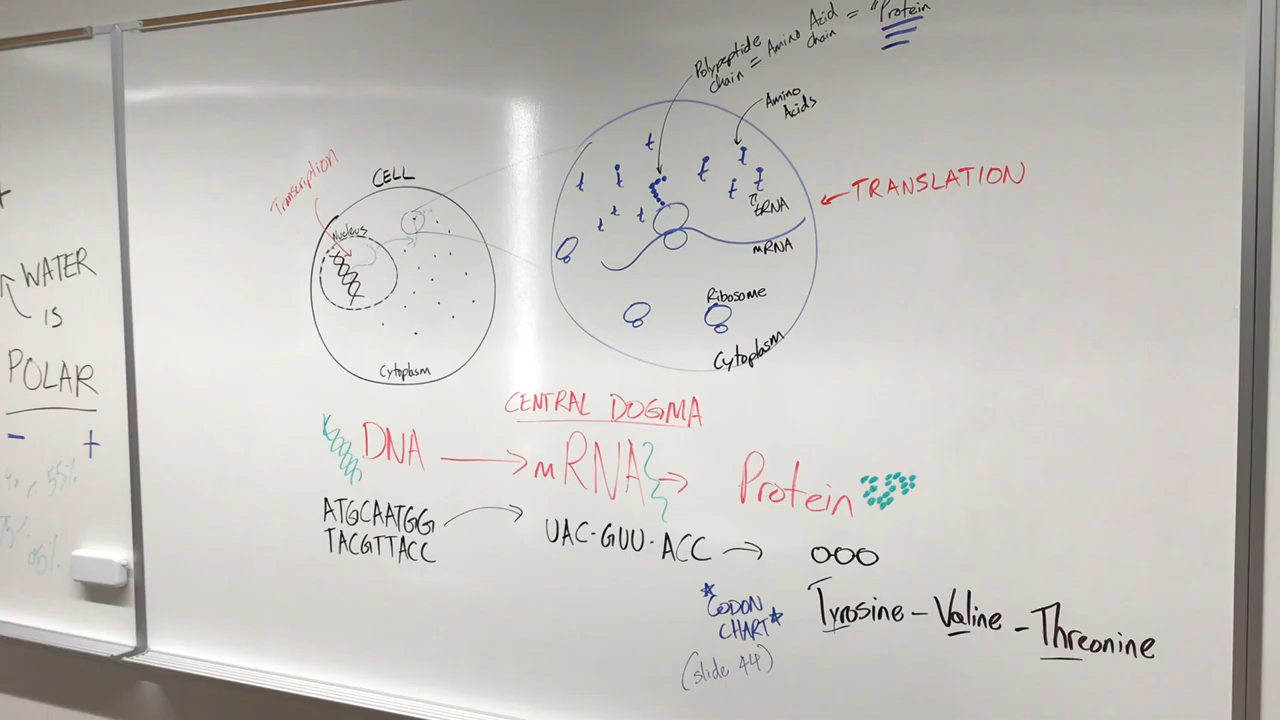 WATER
IS
POLAR
- +
55%
Polypeptide
chain = Amino Acid
chain
= "Protein
Amino
Acids
Transcription
CELL
Nucleus
Cytoplasm
tRNA
mRNA
Ribosome
Cytoplasm
TRANSLATION
CENTRAL DOGMA
DNA → mRNA → Protein
ATGCAATGG
TACGTTACC
UAC-GUU-ACC
Tyrosine - Valine - Threonine
*CODON
CHART*
(slide 44)